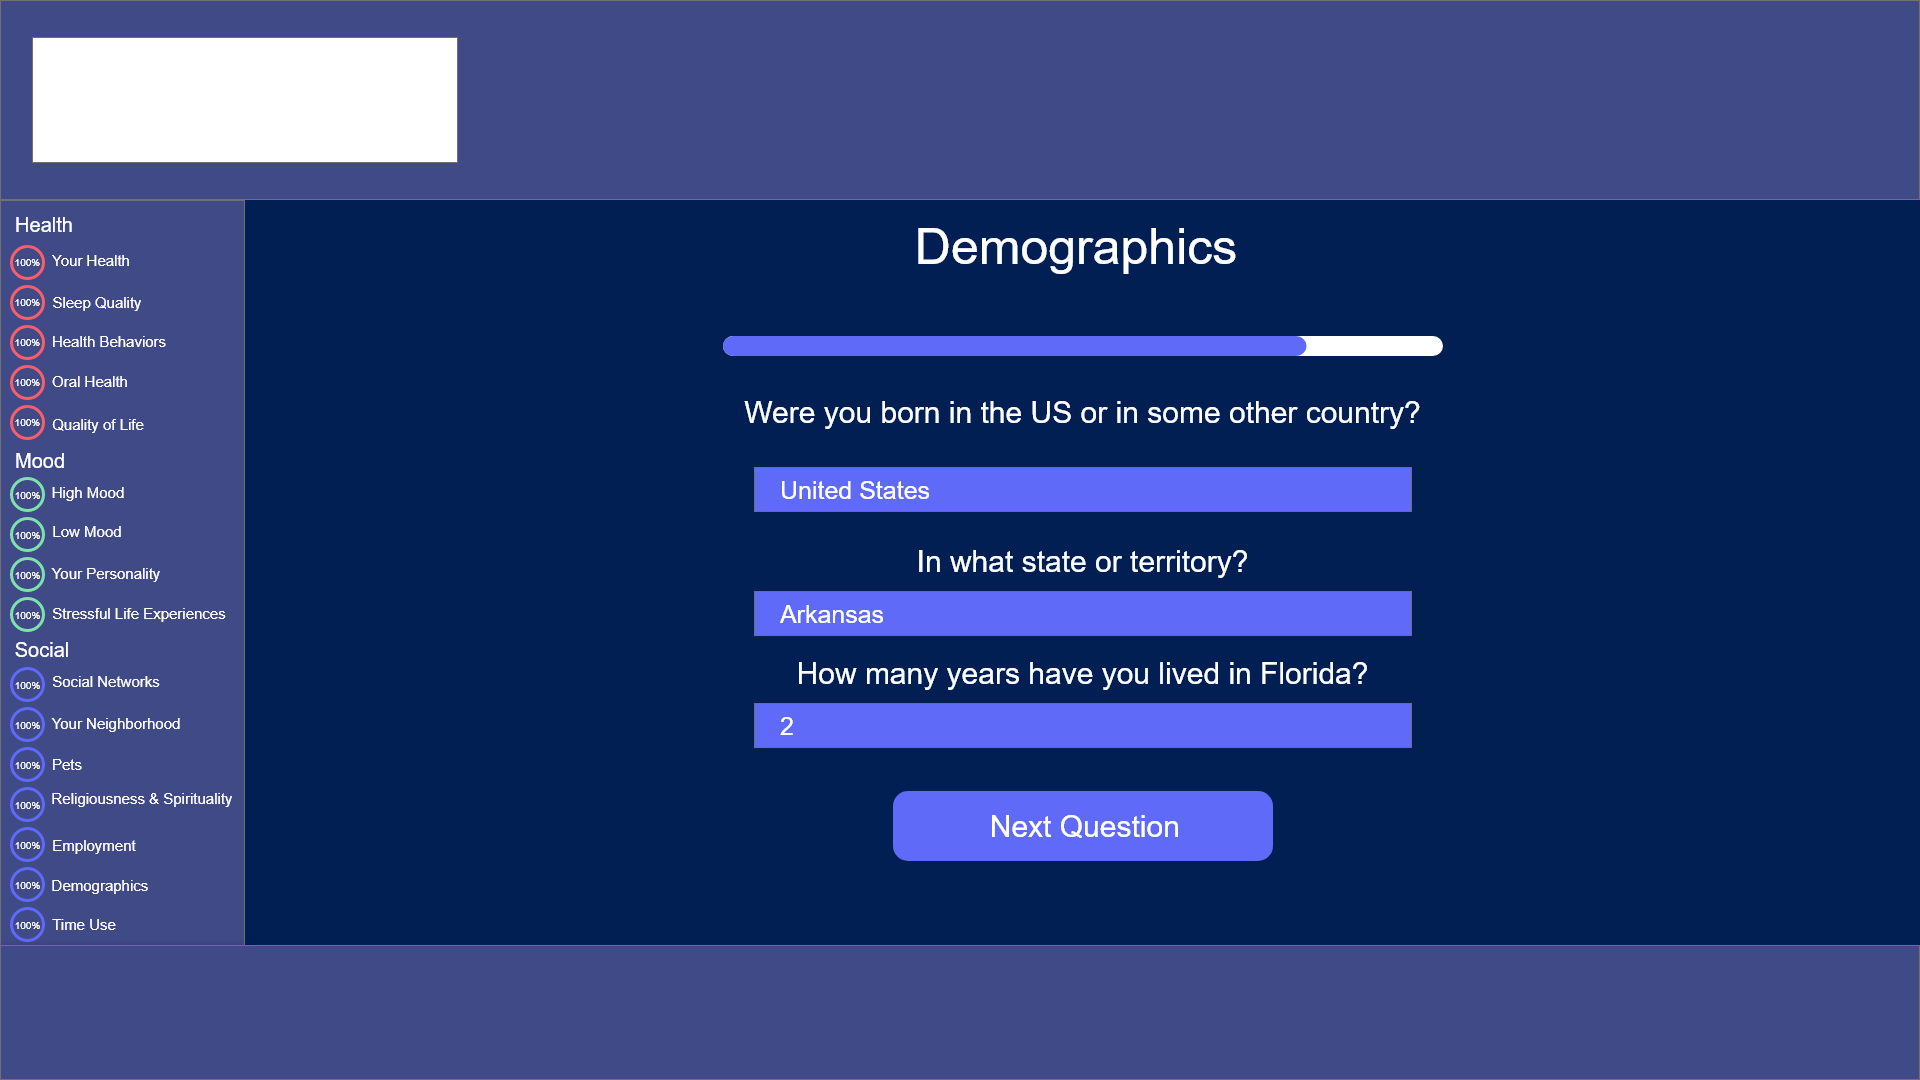 Health
100% Your Health
100% Sleep Quality
100% Health Behaviors
100% Oral Health
100% Quality of Life
Mood
100% High Mood
100% Low Mood
100% Your Personality
100% Stressful Life Experiences
Social
100% Social Networks
100% Your Neighborhood
100% Pets
100% Religiousness & Spirituality
100% Employment
100% Demographics
100% Time Use
Demographics
Were you born in the US or in some other country?
United States
In what state or territory?
Arkansas
How many years have you lived in Florida?
2
Next Question